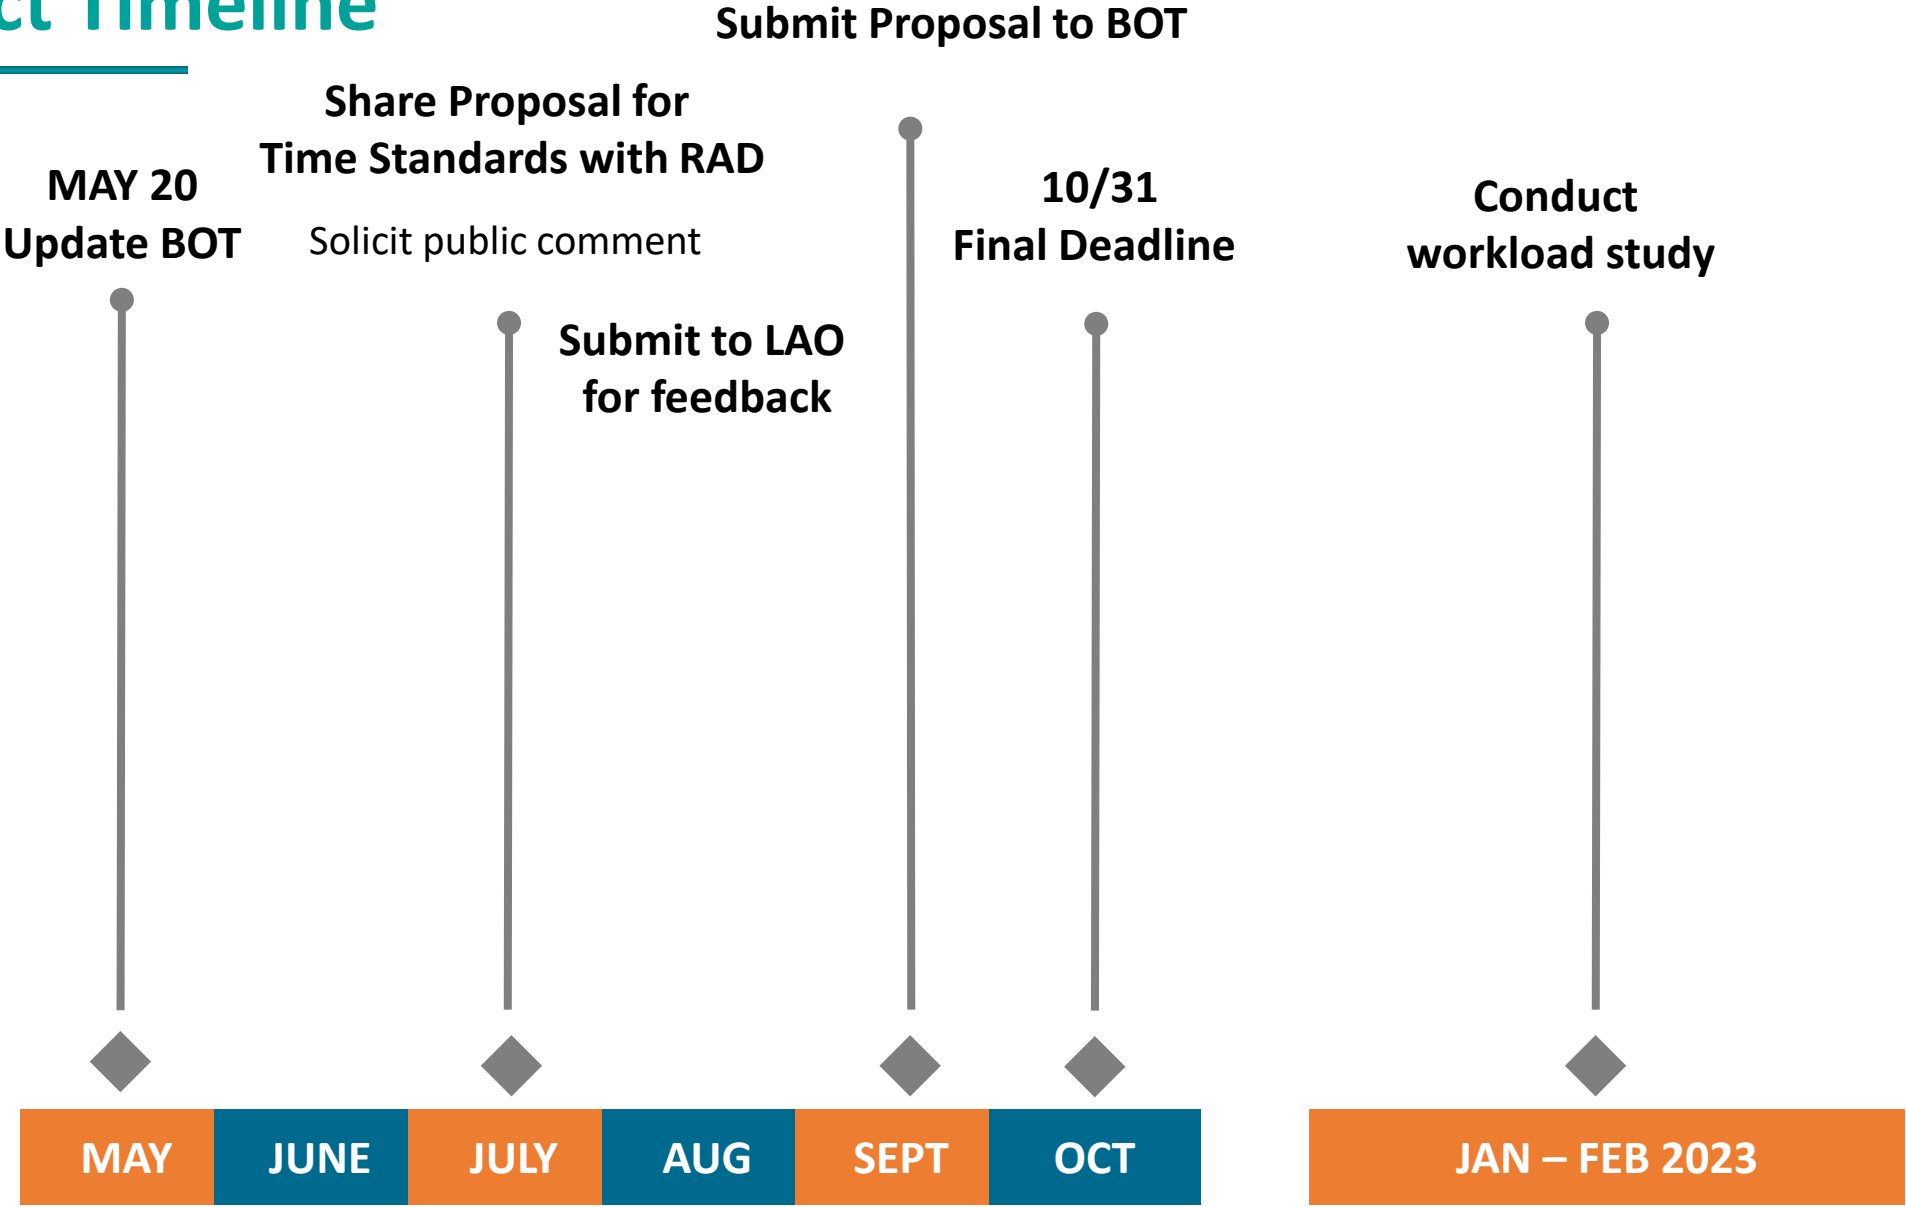 ct Timeline
Submit Proposal to BOT
Share Proposal for
Time Standards with RAD
Solicit public comment
MAY 20
Update BOT
10/31
Final Deadline
Conduct
workload study
Submit to LAO
for feedback
MAY
JUNE
JULY
AUG
SEPT
OCT
JAN – FEB 2023